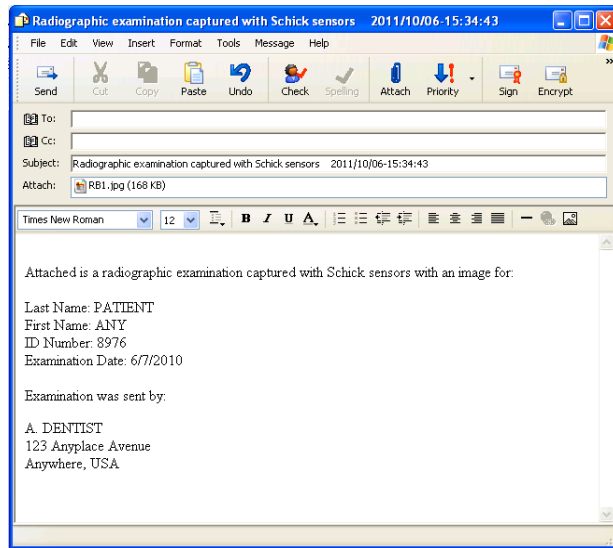 Radiographic examination captured with Schick sensors 2011/10/06-15:34:43
File Edit View Insert Format Tools Message Help
Send Cut Copy Paste Undo Check Spelling Attach Priority Sign Encrypt
To:
Cc:
Subject: Radiographic examination captured with Schick sensors 2011/10/06-15:34:43
Attach: RB1.jpg (168 KB)
Times New Roman 12 B I U A
Attached is a radiographic examination captured with Schick sensors with an image for:
Last Name: PATIENT
First Name: ANY
ID Number: 8976
Examination Date: 6/7/2010
Examination was sent by:
A. DENTIST
123 Anyplace Avenue
Anywhere, USA